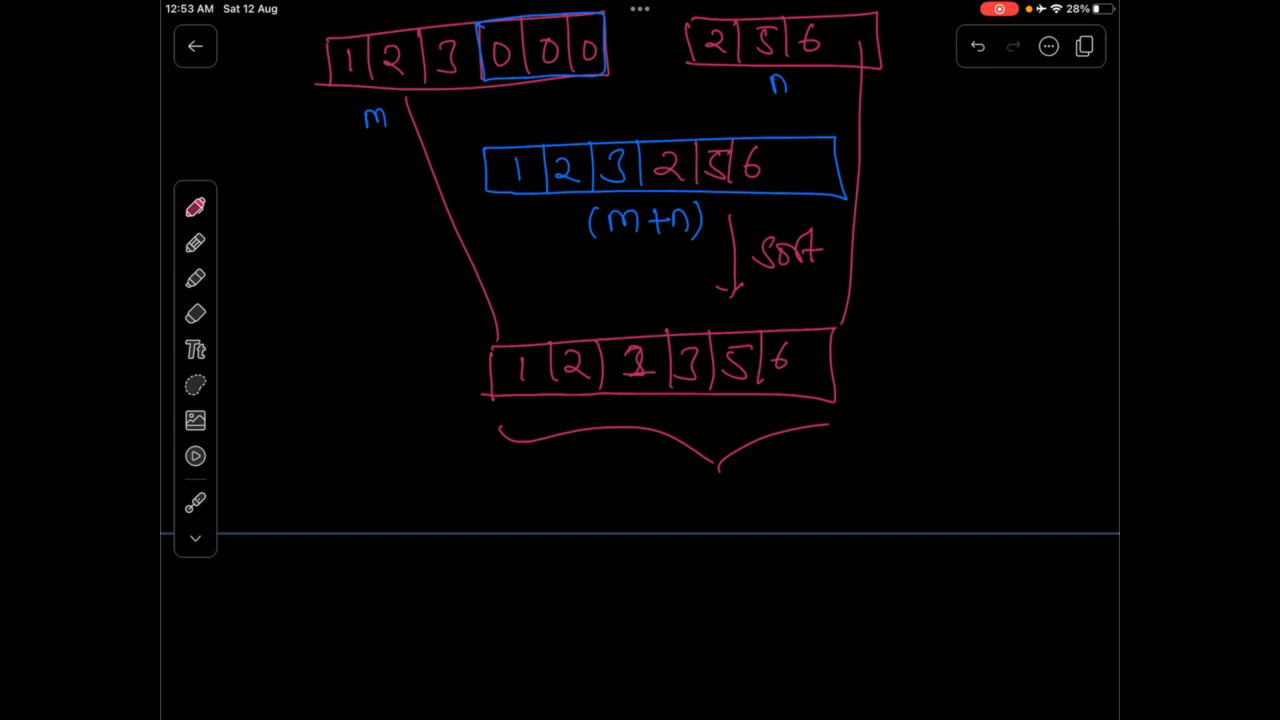 12:53 AM Sat 12 Aug 28%
1 2 3 0 0 0 2 5 6
m n
1 2 3 2 5 6
(m+n)
sort
1 2 2 3 5 6
Tt